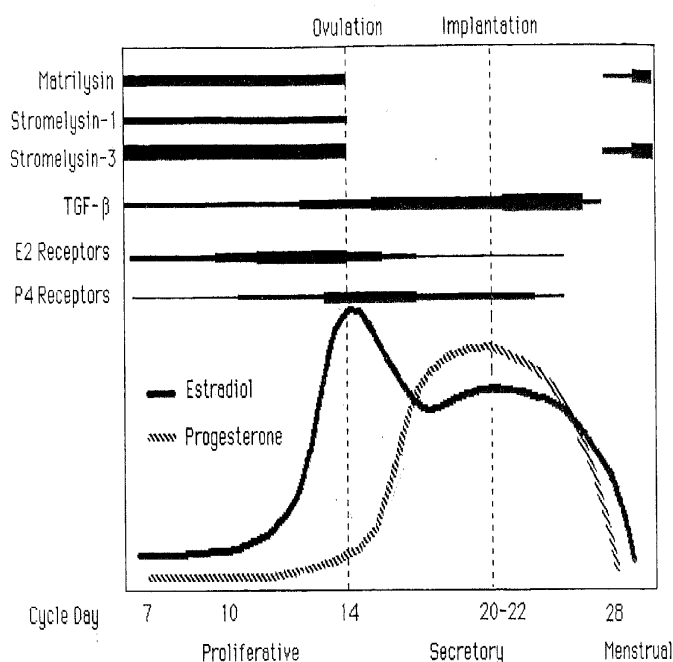 Ovulation Implantation
Matrilysin
Stromelysin-1
Stromelysin-3
TGF-β
E2 Receptors
P4 Receptors
Estradiol
Progesterone
Cycle Day 7 10 14 20-22 28
Proliferative Secretory Menstrual